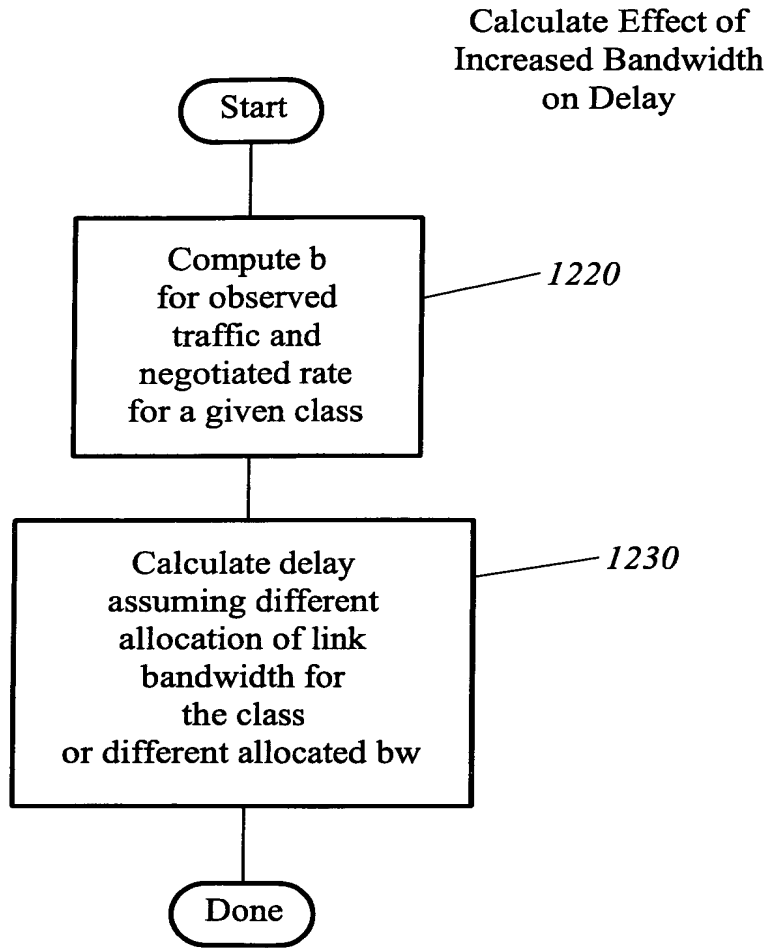 Calculate Effect of
Increased Bandwidth
on Delay
Start
Compute b
for observed
traffic and
negotiated rate
for a given class
1220
Calculate delay
assuming different
allocation of link
bandwidth for
the class
or different allocated bw
1230
Done